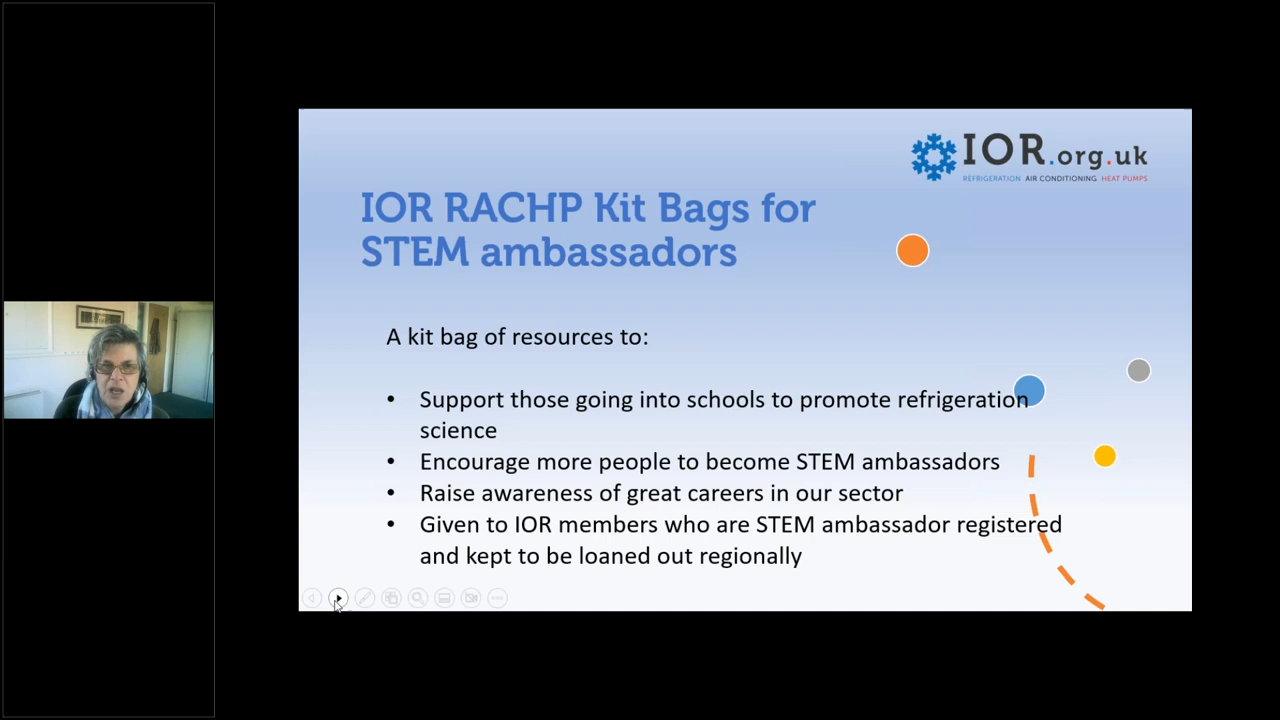 IOR.org.uk
REFRIGERATION AIR CONDITIONING HEAT PUMPS
IOR RACHP Kit Bags for
STEM ambassadors
A kit bag of resources to:
• Support those going into schools to promote refrigeration
science
• Encourage more people to become STEM ambassadors
• Raise awareness of great careers in our sector
• Given to IOR members who are STEM ambassador registered
and kept to be loaned out regionally